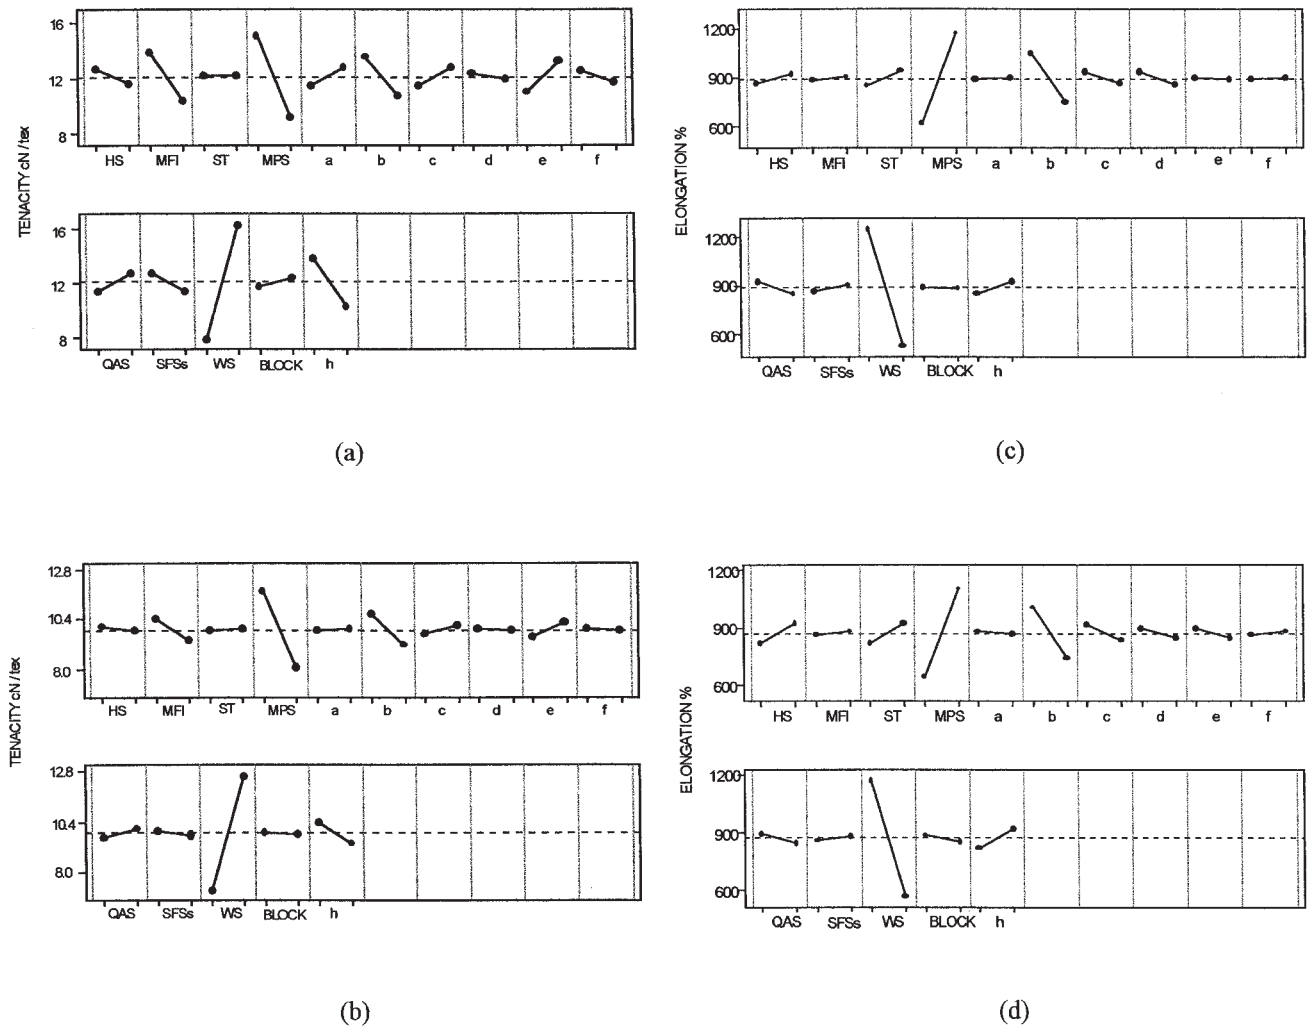 TENACITY cN / tex
16
12
8
HS MFI ST MPS a b c d e f
16
12
8
QAS SFSs WS BLOCK h
(a)
ELONGATION %
1200
900
600
HS MFI ST MPS a b c d e f
1200
900
600
QAS SFSs WS BLOCK h
(c)
TENACITY cN / tex
12.8
10.4
8.0
HS MFI ST MPS a b c d e f
12.8
10.4
8.0
QAS SFSs WS BLOCK h
(b)
ELONGATION %
1200
900
600
HS MFI ST MPS a b c d e f
1200
900
600
QAS SFSs WS BLOCK h
(d)